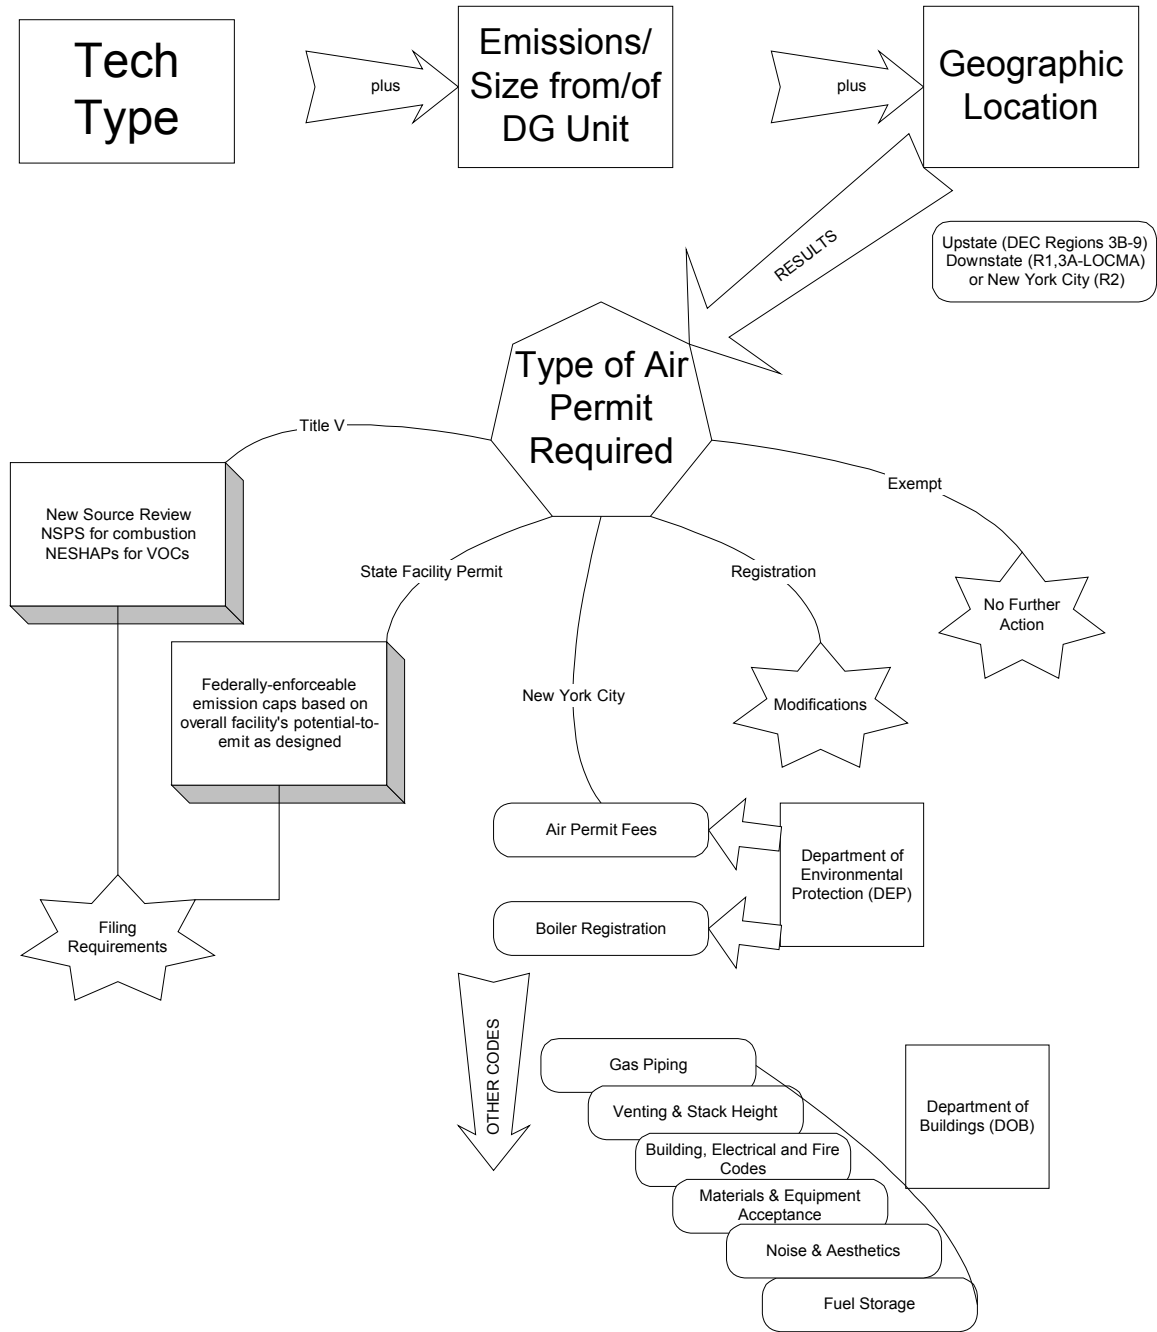 Tech
Type
plus
Emissions/
Size from/of
DG Unit
plus
Geographic
Location
RESULTS
Upstate (DEC Regions 3B-9)
Downstate (R1,3A-LOCMA)
or New York City (R2)
Type of Air
Permit
Required
Title V
Exempt
New Source Review
NSPS for combustion
NESHAPs for VOCs
State Facility Permit
Registration
No Further
Action
Federally-enforceable
emission caps based on
overall facility's potential-to-
emit as designed
New York City
Modifications
Air Permit Fees
Department of
Environmental
Protection (DEP)
Boiler Registration
Filing
Requirements
OTHER CODES
Gas Piping
Venting & Stack Height
Department of
Buildings (DOB)
Building, Electrical and Fire
Codes
Materials & Equipment
Acceptance
Noise & Aesthetics
Fuel Storage